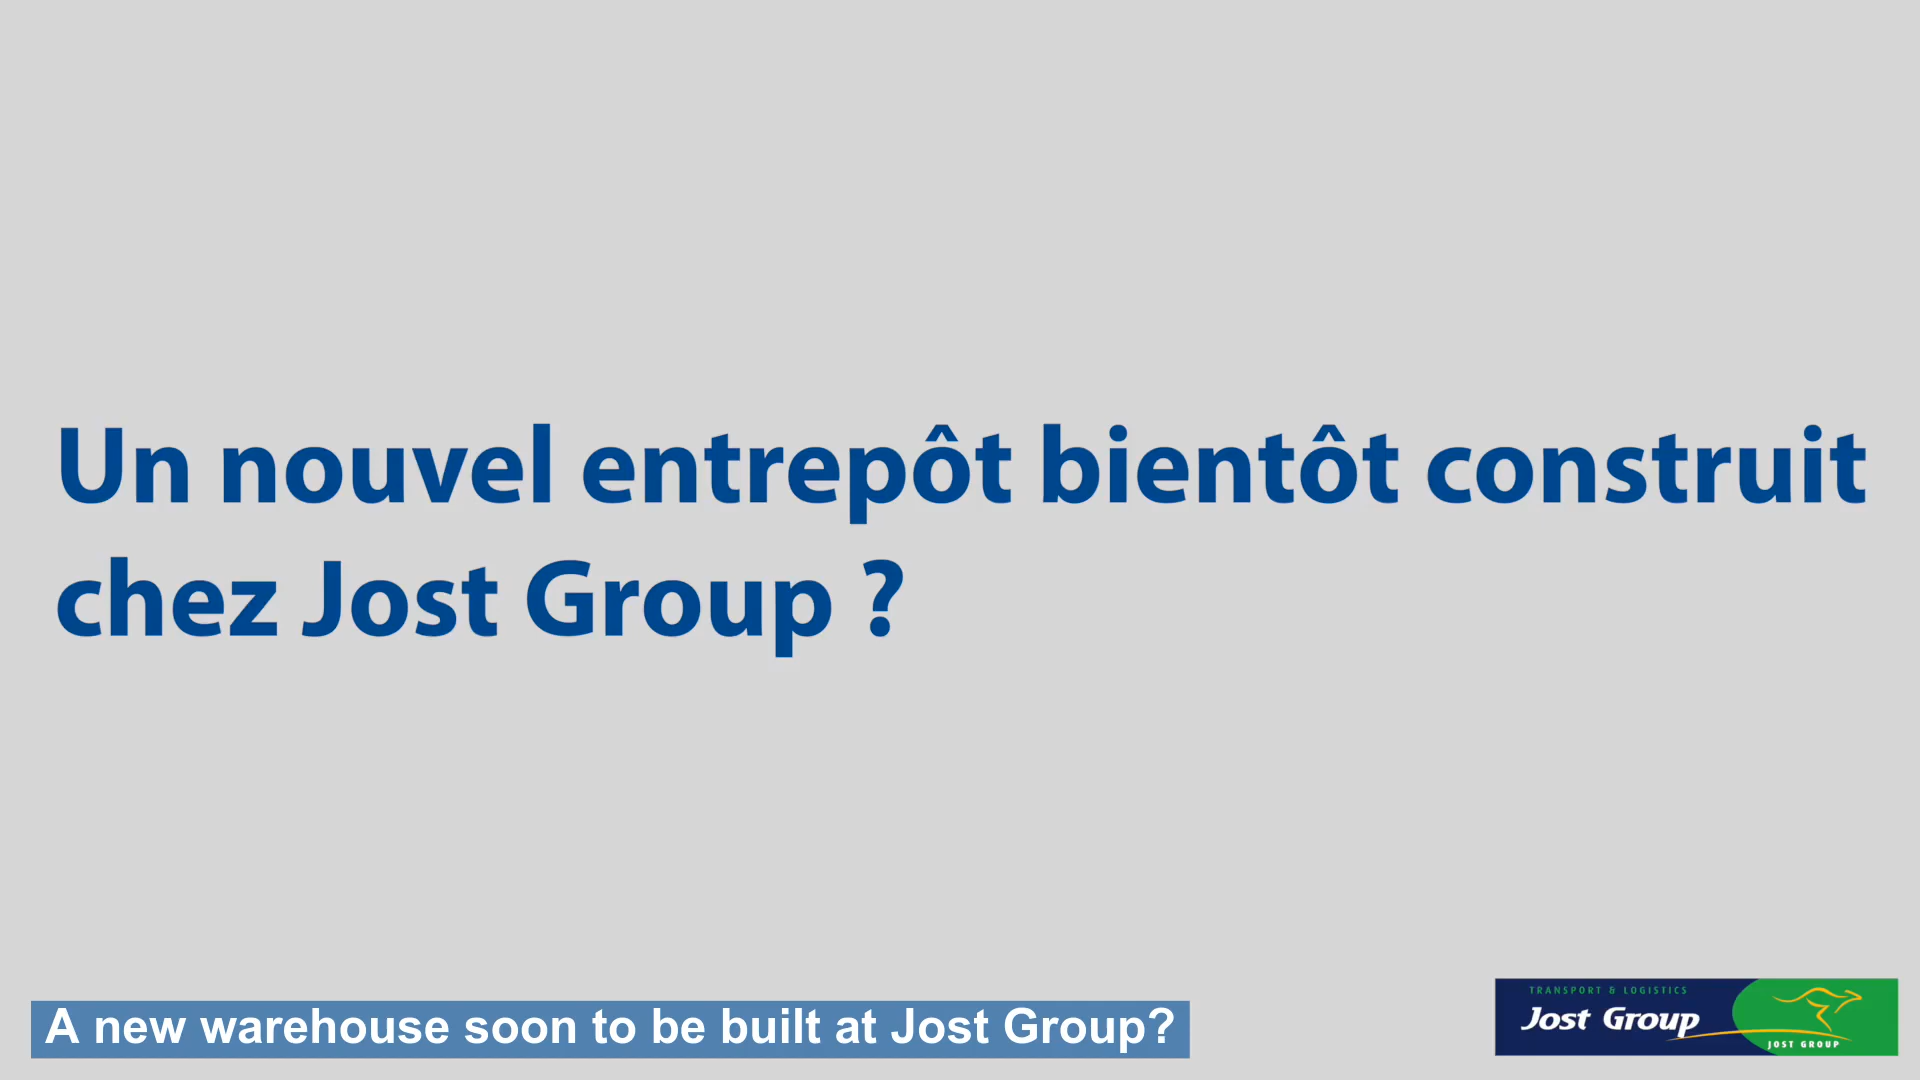 Un nouvel entrepôt bientôt construit
chez Jost Group ?
A new warehouse soon to be built at Jost Group?
TRANSPORT & LOGISTICS
Jost Group
JOST GROUP